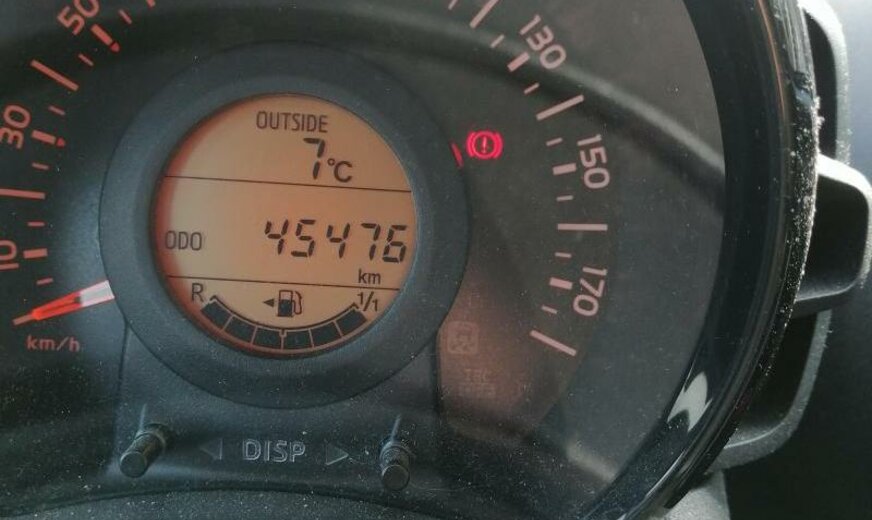 50
130
30
150
10
170
km/h
OUTSIDE
7°C
ODO 45476
km
R 1/1
DISP